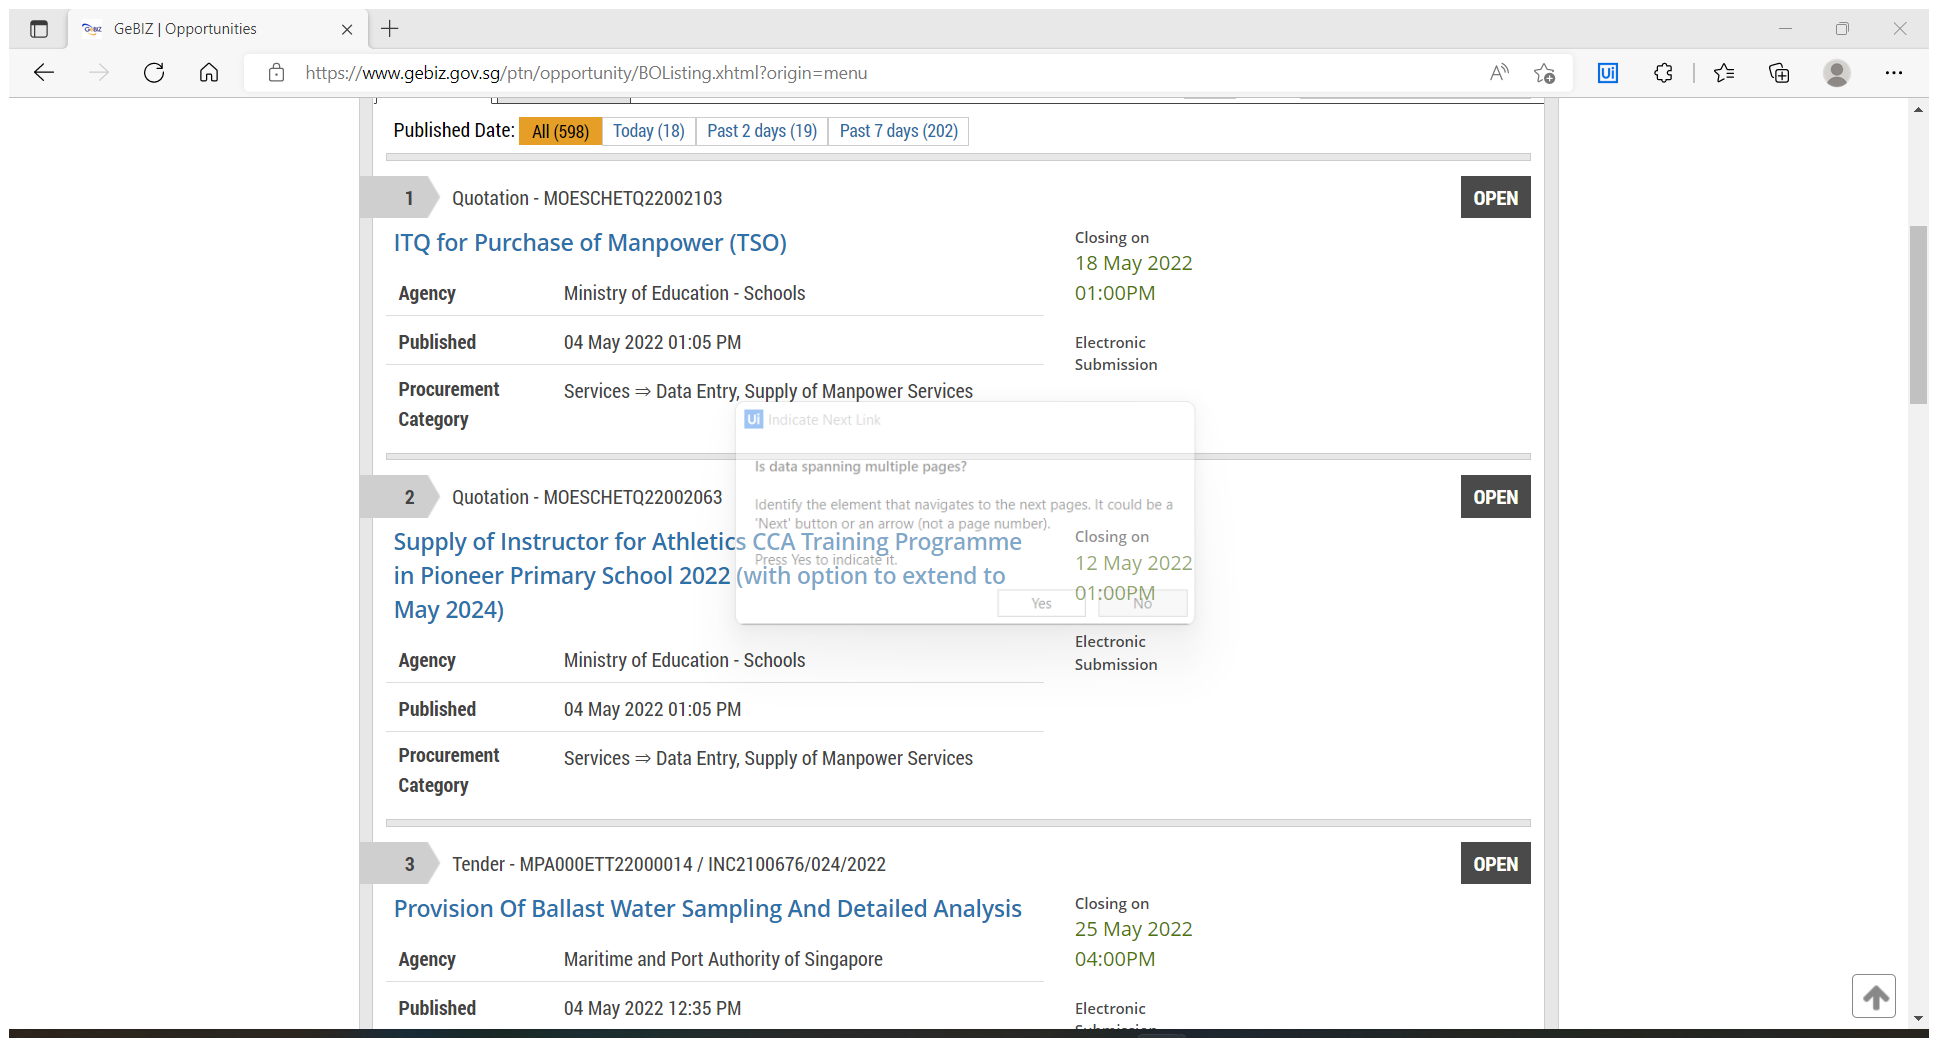 GeBIZ | Opportunities
https://www.gebiz.gov.sg/ptn/opportunity/BOListing.xhtml?origin=menu
Published Date: All (598) Today (18) Past 2 days (19) Past 7 days (202)
1 Quotation - MOESCHETQ22002103 OPEN
ITQ for Purchase of Manpower (TSO)
Closing on
18 May 2022
01:00PM
Agency Ministry of Education - Schools
Published 04 May 2022 01:05 PM
Electronic
Submission
Procurement
Category
Services ⇒ Data Entry, Supply of Manpower Services
Ui Indicate Next Link
Is data spanning multiple pages?
Identify the element that navigates to the next pages. It could be a
'Next' button or an arrow (not a page number).
Press Yes to indicate it.
Yes No
2 Quotation - MOESCHETQ22002063 OPEN
Supply of Instructor for Athletics CCA Training Programme
in Pioneer Primary School 2022 (with option to extend to
May 2024)
Closing on
12 May 2022
01:00PM
Electronic
Submission
Agency Ministry of Education - Schools
Published 04 May 2022 01:05 PM
Procurement
Category
Services ⇒ Data Entry, Supply of Manpower Services
3 Tender - MPA000ETT22000014 / INC2100676/024/2022 OPEN
Provision Of Ballast Water Sampling And Detailed Analysis
Closing on
25 May 2022
04:00PM
Agency Maritime and Port Authority of Singapore
Published 04 May 2022 12:35 PM
Electronic
Submission